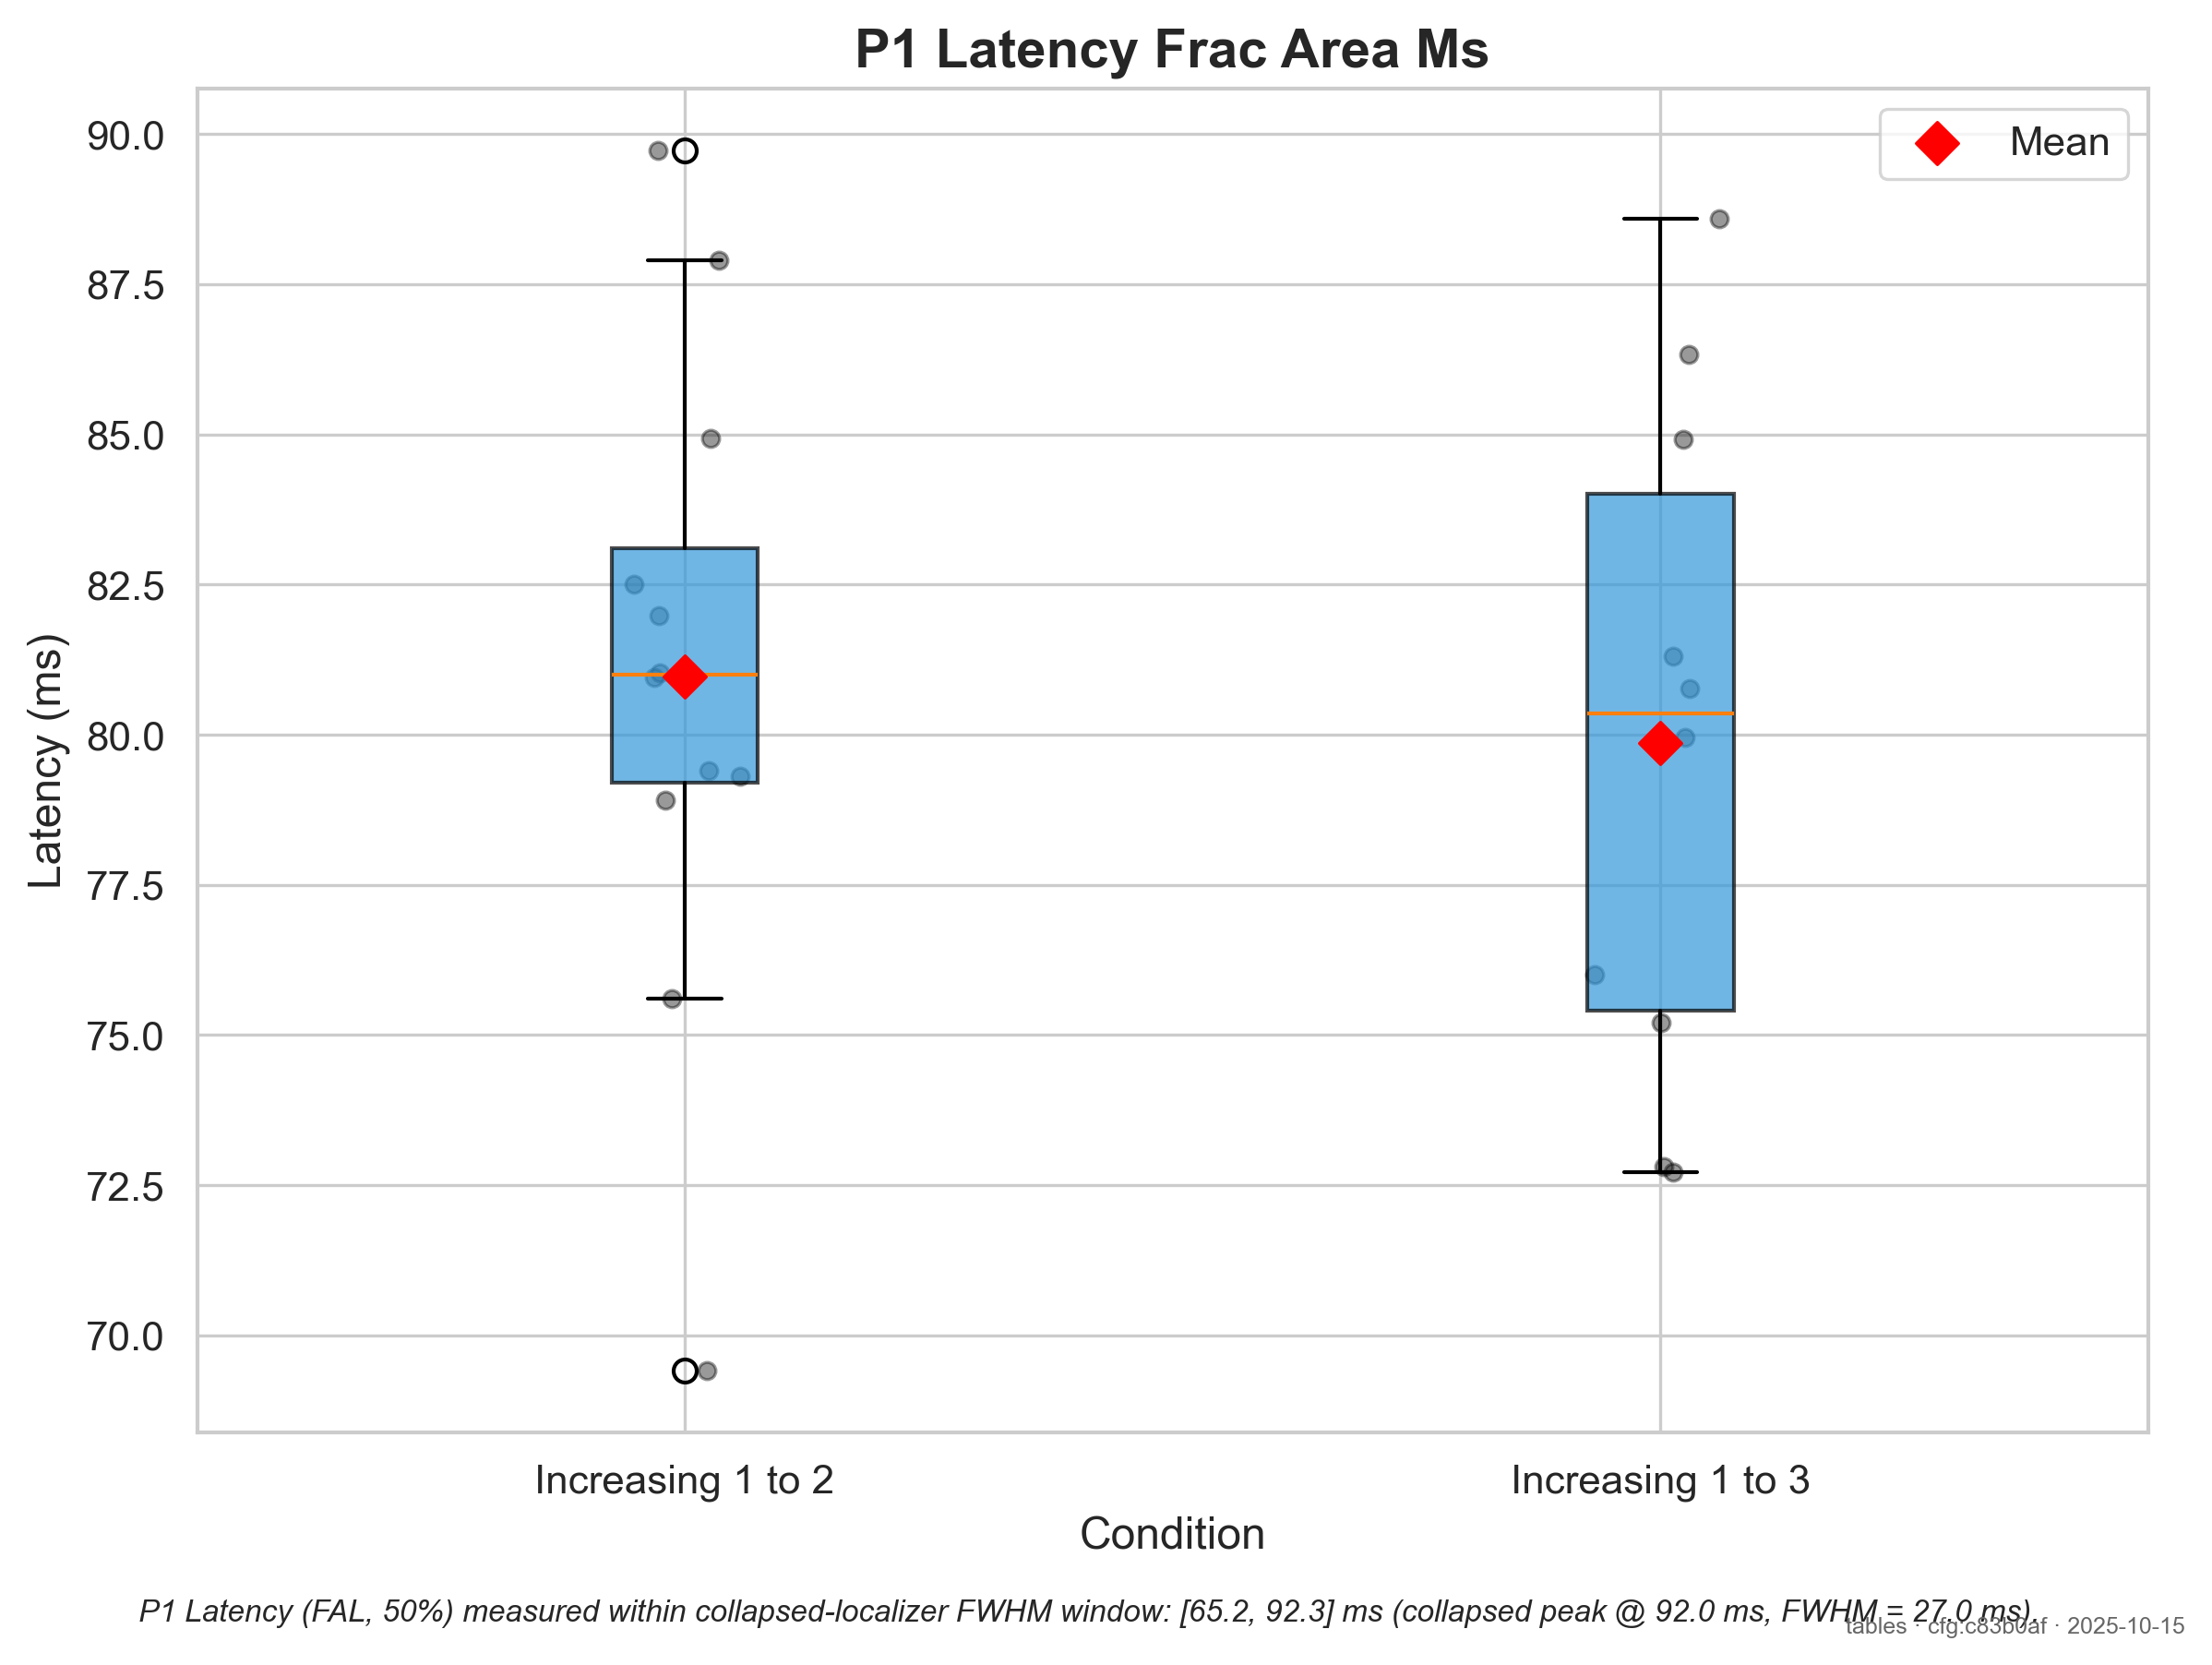 P1 Latency Frac Area Ms
Mean
90.0
87.5
85.0
82.5
80.0
77.5
75.0
72.5
70.0
Latency (ms)
Increasing 1 to 2
Increasing 1 to 3
Condition
P1 Latency (FAL, 50%) measured within collapsed-localizer FWHM window: [65.2, 92.3] ms (collapsed peak @ 92.0 ms, FWHM = 27.0 ms).
tables · cfg:c83b0af · 2025-10-15